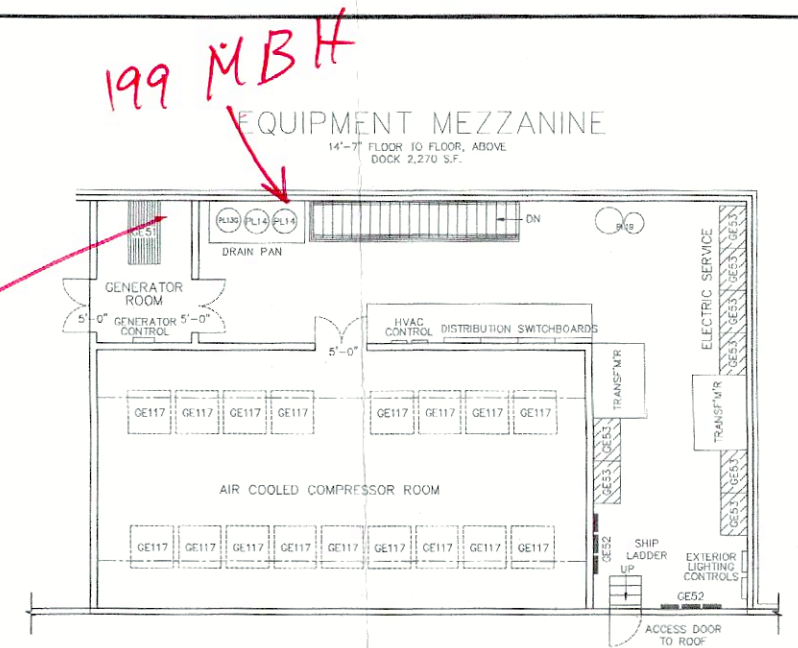 199 MBH
EQUIPMENT MEZZANINE
14'-7" FLOOR TO FLOOR, ABOVE
DOCK 2,270 S.F.
GE51
PL13G PL14 PL14
DN
DRAIN PAN
GENERATOR
ROOM
5'-0" 5'-0"
GENERATOR
CONTROL
5'-0"
HVAC
CONTROL
DISTRIBUTION SWITCHBOARDS
ELECTRIC SERVICE
GE53
GE53
GE53
GE53
TRANSFM'R
TRANSFM'R
GE53
GE53
GE53
GE53
GE117 GE117 GE117 GE117 GE117 GE117 GE117 GE117
AIR COOLED COMPRESSOR ROOM
GE117 GE117 GE117 GE117 GE117 GE117 GE117 GE117 GE117
GE52
SHIP
LADDER
UP
EXTERIOR
LIGHTING
CONTROLS
GE52
ACCESS DOOR
TO ROOF